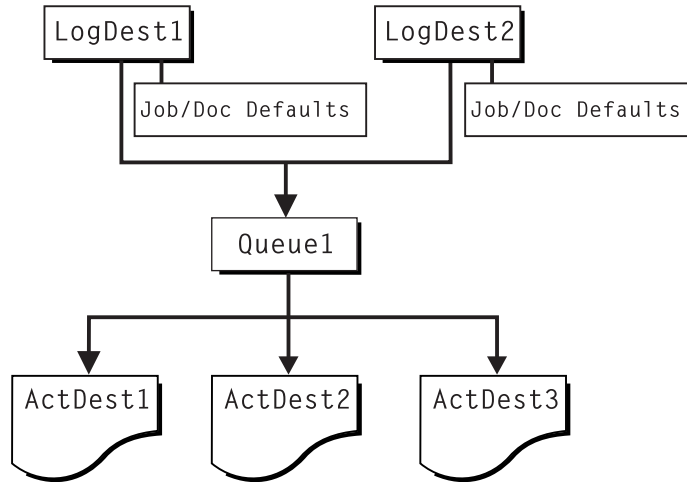 LogDest1
LogDest2
Job/Doc Defaults
Job/Doc Defaults
Queue1
ActDest1
ActDest2
ActDest3